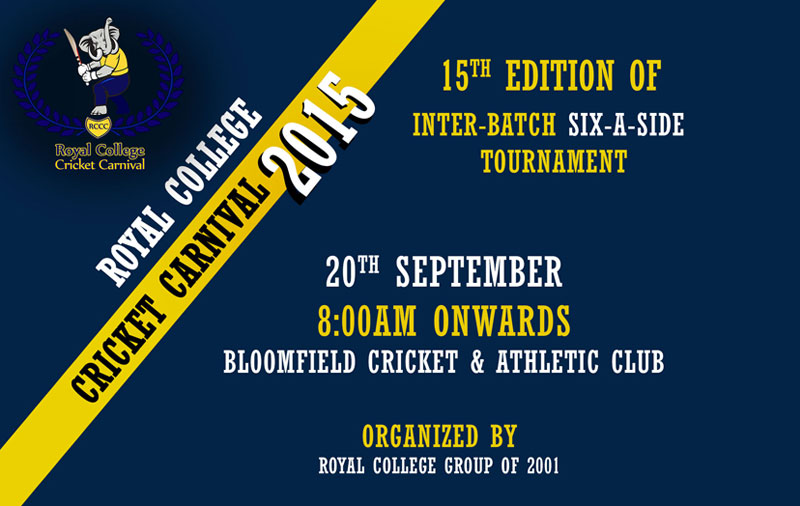 RCCC
Royal College
Cricket Carnival
ROYAL COLLEGE
CRICKET CARNIVAL 2015
15TH EDITION OF
INTER-BATCH SIX-A-SIDE
TOURNAMENT
20TH SEPTEMBER
8:00AM ONWARDS
BLOOMFIELD CRICKET & ATHLETIC CLUB
ORGANIZED BY
ROYAL COLLEGE GROUP OF 2001